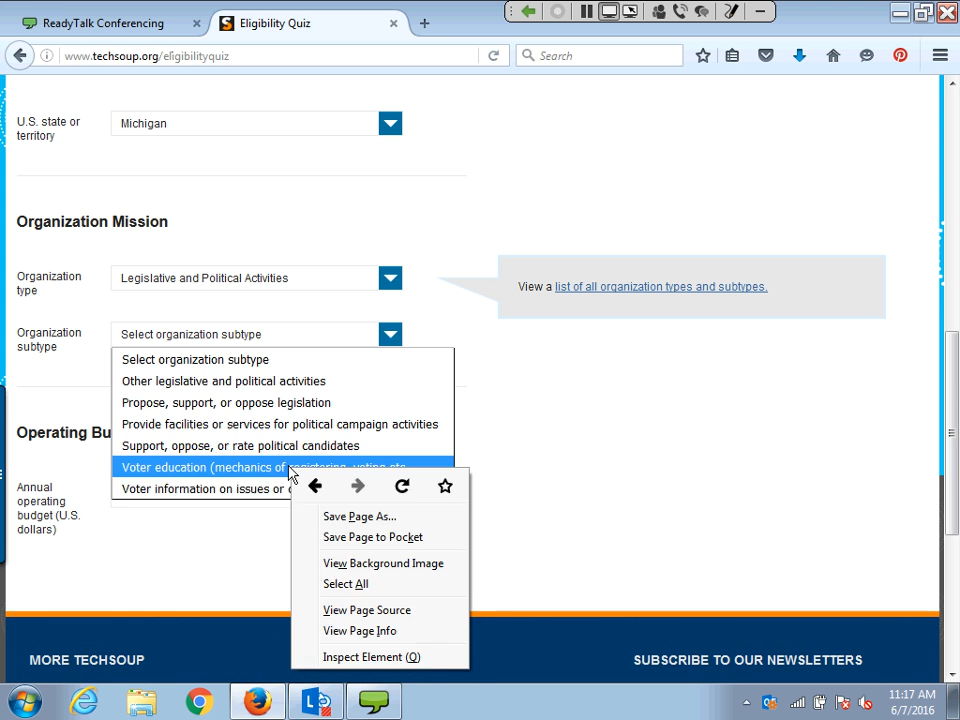 ReadyTalk Conferencing
Eligibility Quiz
www.techsoup.org/eligibilityquiz
Search
U.S. state or
territory
Michigan
Organization Mission
Organization
type
Legislative and Political Activities
View a list of all organization types and subtypes.
Organization
subtype
Select organization subtype
Select organization subtype
Other legislative and political activities
Propose, support, or oppose legislation
Provide facilities or services for political campaign activities
Support, oppose, or rate political candidates
Voter education (mechanics of registering, voting etc
Voter information on issues or
Operating Bu
Annual
operating
budget (U.S.
dollars)
Save Page As...
Save Page to Pocket
View Background Image
Select All
View Page Source
View Page Info
Inspect Element (Q)
MORE TECHSOUP
SUBSCRIBE TO OUR NEWSLETTERS
11:17 AM
6/7/2016